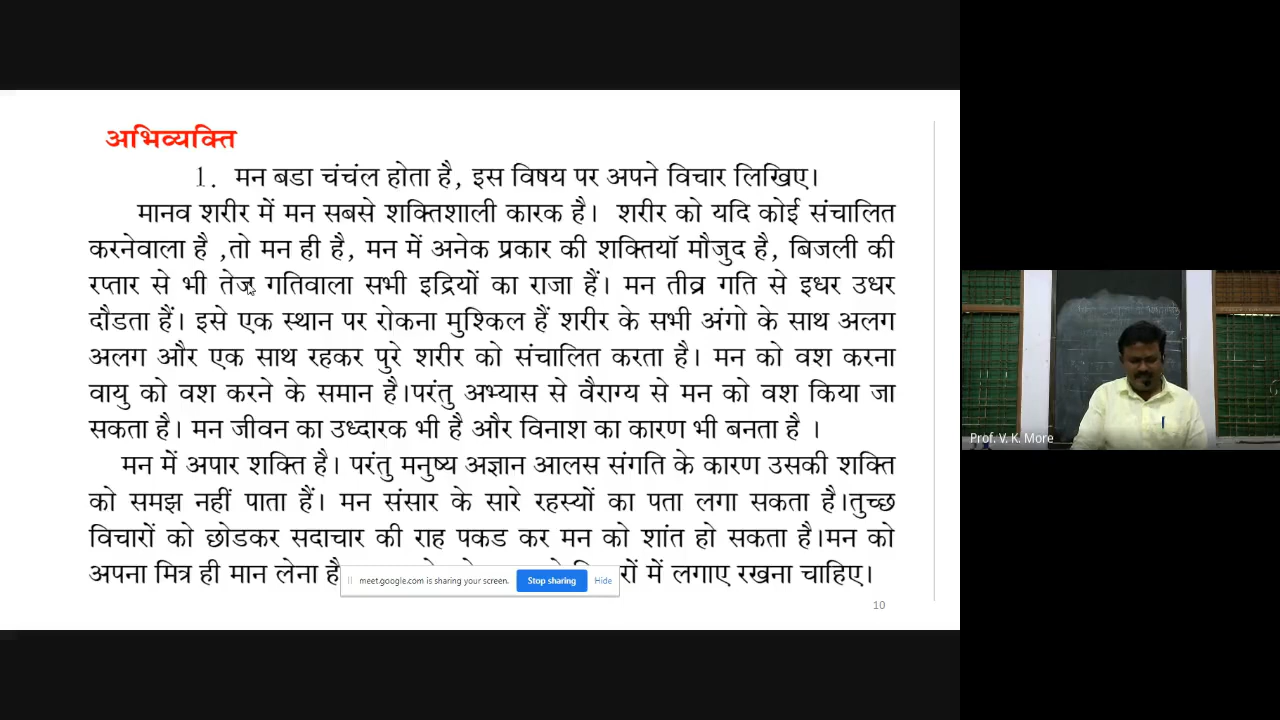 अभिव्यक्ति
1. मन बडा चंचंल होता है, इस विषय पर अपने विचार लिखिए।
मानव शरीर में मन सबसे शक्तिशाली कारक है। शरीर को यदि कोई संचालित
करनेवाला है ,तो मन ही है, मन में अनेक प्रकार की शक्तियॉ मौजुद है, बिजली की
रप्तार से भी तेज गतिवाला सभी इद्रियों का राजा हैं। मन तीव्र गति से इधर उधर
दौडता हैं। इसे एक स्थान पर रोकना मुश्किल हैं शरीर के सभी अंगो के साथ अलग
अलग और एक साथ रहकर पुरे शरीर को संचालित करता है। मन को वश करना
वायु को वश करने के समान है।परंतु अभ्यास से वैराग्य से मन को वश किया जा
सकता है। मन जीवन का उध्दारक भी है और विनाश का कारण भी बनता है ।
मन में अपार शक्ति है। परंतु मनुष्य अज्ञान आलस संगति के कारण उसकी शक्ति
को समझ नहीं पाता हैं। मन संसार के सारे रहस्यों का पता लगा सकता है।तुच्छ
विचारों को छोडकर सदाचार की राह पकड कर मन को शांत हो सकता है।मन को
अपना मित्र ही मान लेना है में लगाए रखना चाहिए।
meet.google.com is sharing your screen. Stop sharing Hide
10
Prof. V. K. More